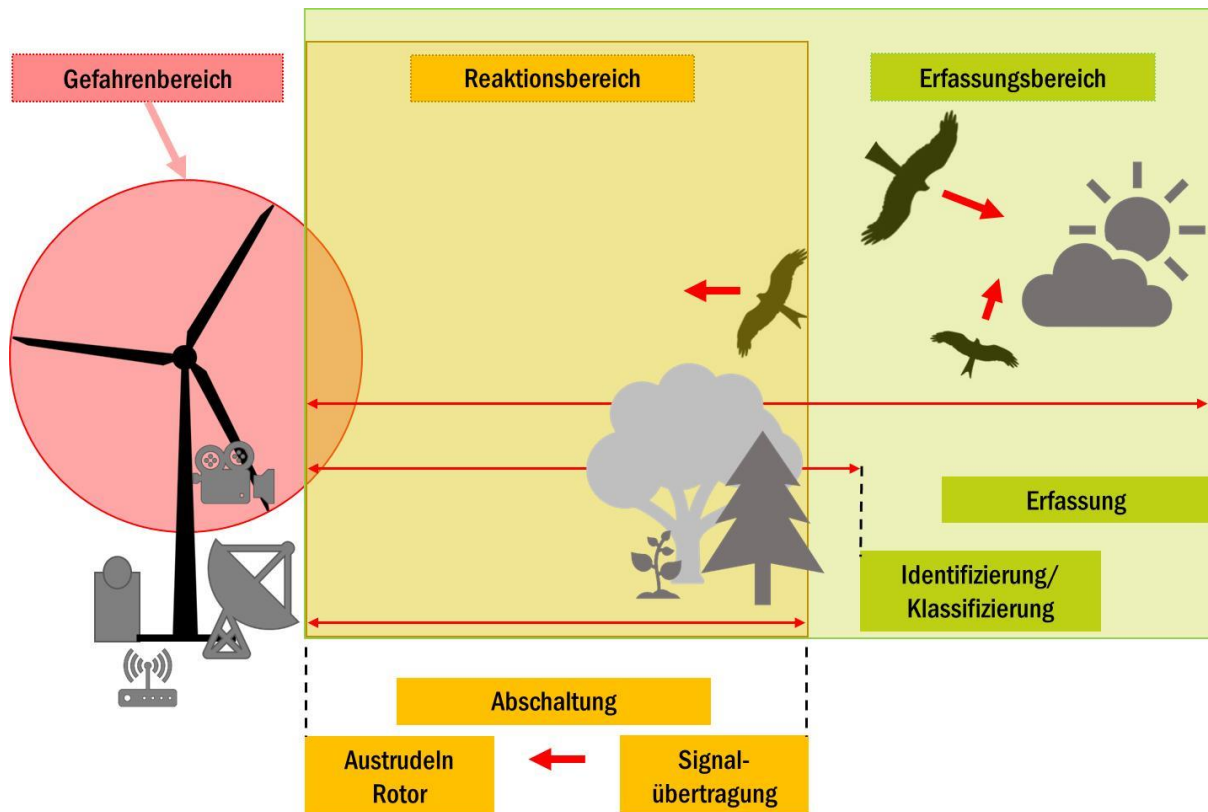 Gefahrenbereich
Reaktionsbereich
Erfassungsbereich
Erfassung
Identifizierung/
Klassifizierung
Abschaltung
Austrudeln
Rotor
Signal-
übertragung